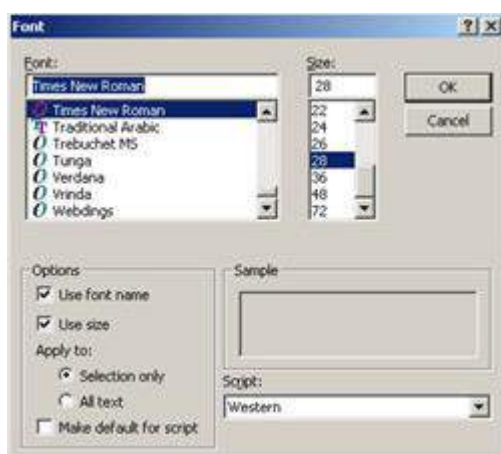 Font
Font:
Times New Roman
Times New Roman
Traditional Arabic
Trebuchet MS
Tunga
Verdana
Vrinda
Webdings
Size:
28
22
24
26
28
36
48
72
OK
Cancel
Options
Use font name
Use size
Apply to:
Selection only
All text
Make default for script
Sample
Script:
Western